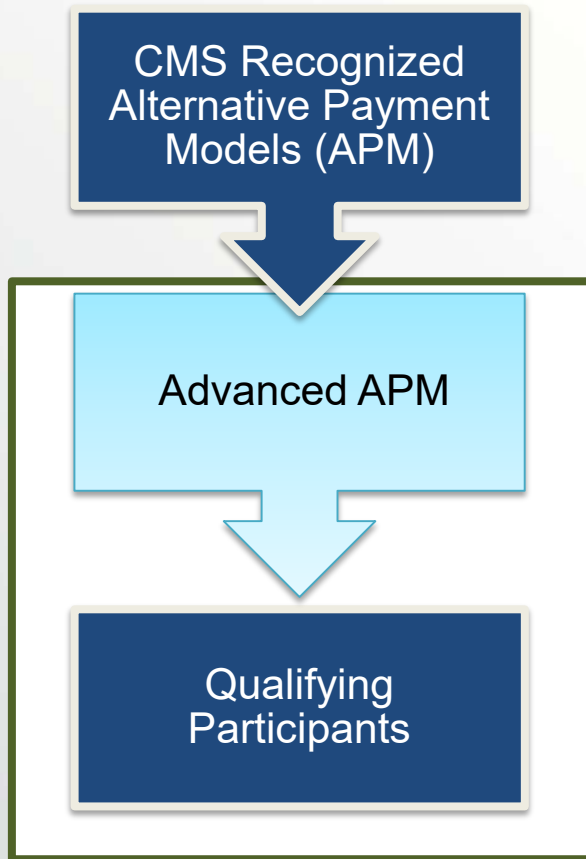 CMS Recognized
Alternative Payment
Models (APM)
Advanced APM
Qualifying
Participants